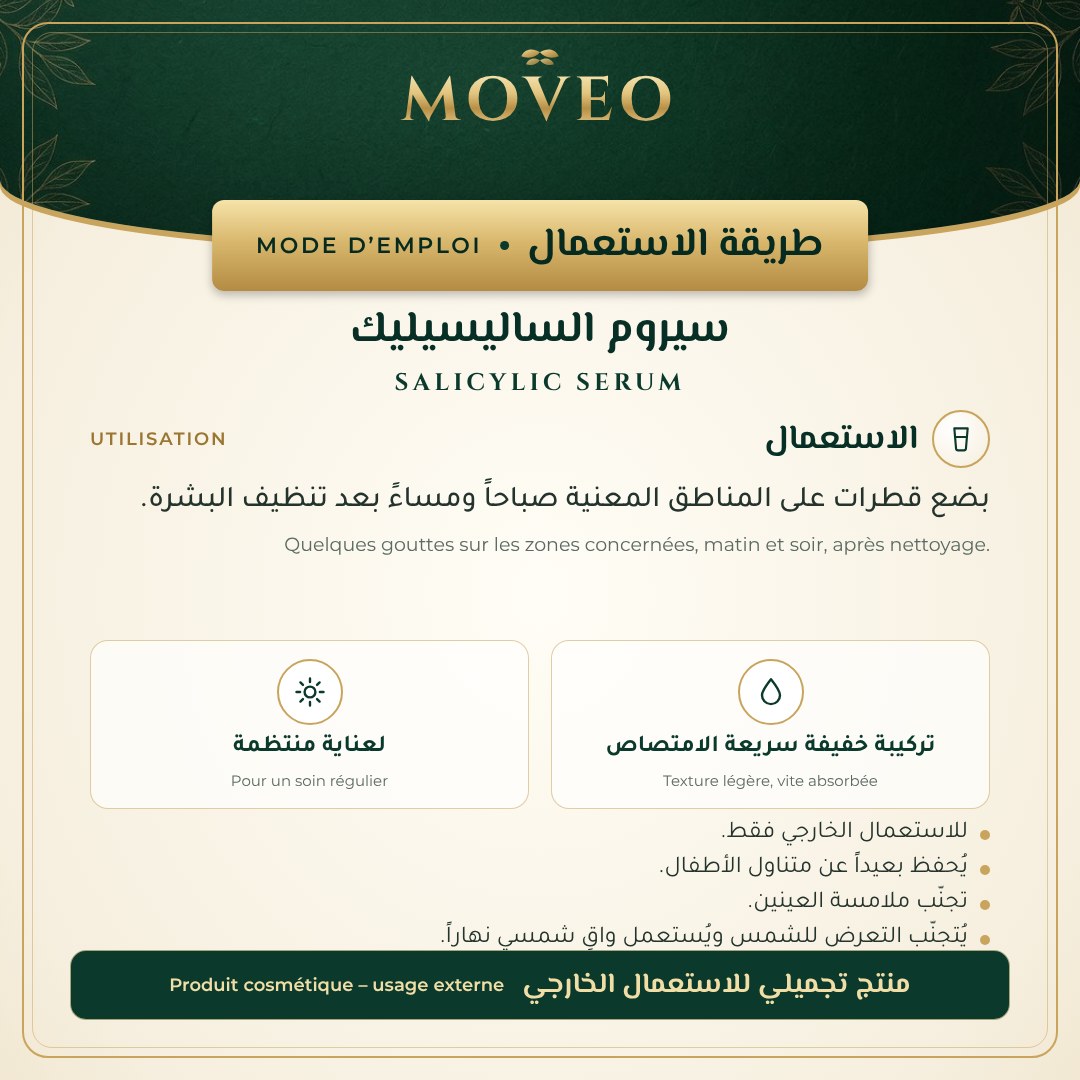 MOVEO
طريقة الاستعمال • MODE D’EMPLOI
سيروم الساليسيليك
SALICYLIC SERUM
الاستعمال
UTILISATION
بضع قطرات على المناطق المعنية صباحاً ومساءً بعد تنظيف البشرة.
Quelques gouttes sur les zones concernées, matin et soir, après nettoyage.
تركيبة خفيفة سريعة الامتصاص
Texture légère, vite absorbée
لعناية منتظمة
Pour un soin régulier
للاستعمال الخارجي فقط.
يُحفظ بعيداً عن متناول الأطفال.
تجنّب ملامسة العينين.
يُتجنّب التعرض للشمس ويُستعمل واقٍ شمسي نهاراً.
منتج تجميلي للاستعمال الخارجي Produit cosmétique – usage externe